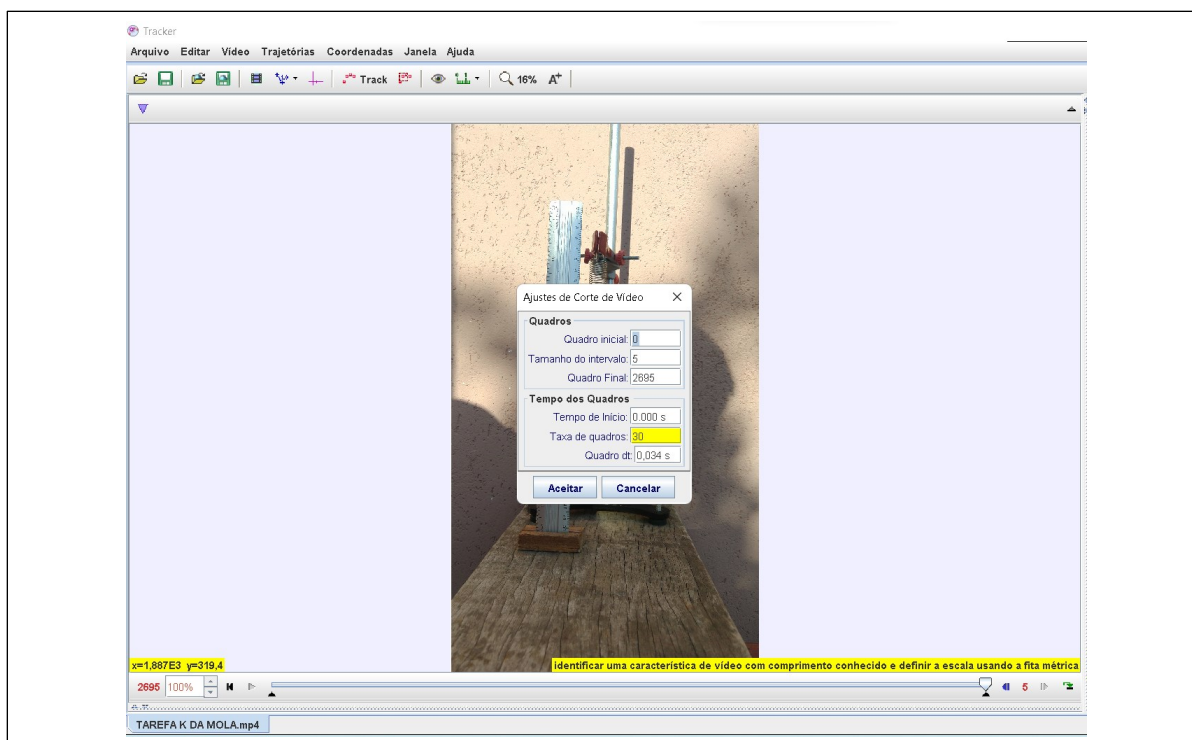 Tracker
Arquivo Editar Vídeo Trajetórias Coordenadas Janela Ajuda
Track 16% A+
Ajustes de Corte de Vídeo
Quadros
Quadro inicial: 0
Tamanho do intervalo: 5
Quadro Final: 2695
Tempo dos Quadros
Tempo de Início: 0.000 s
Taxa de quadros: 30
Quadro dt: 0,034 s
Aceitar Cancelar
x=1,887E3 y=319,4 identificar uma característica de vídeo com comprimento conhecido e definir a escala usando a fita métrica
2695 100% 5
TAREFA K DA MOLA.mp4